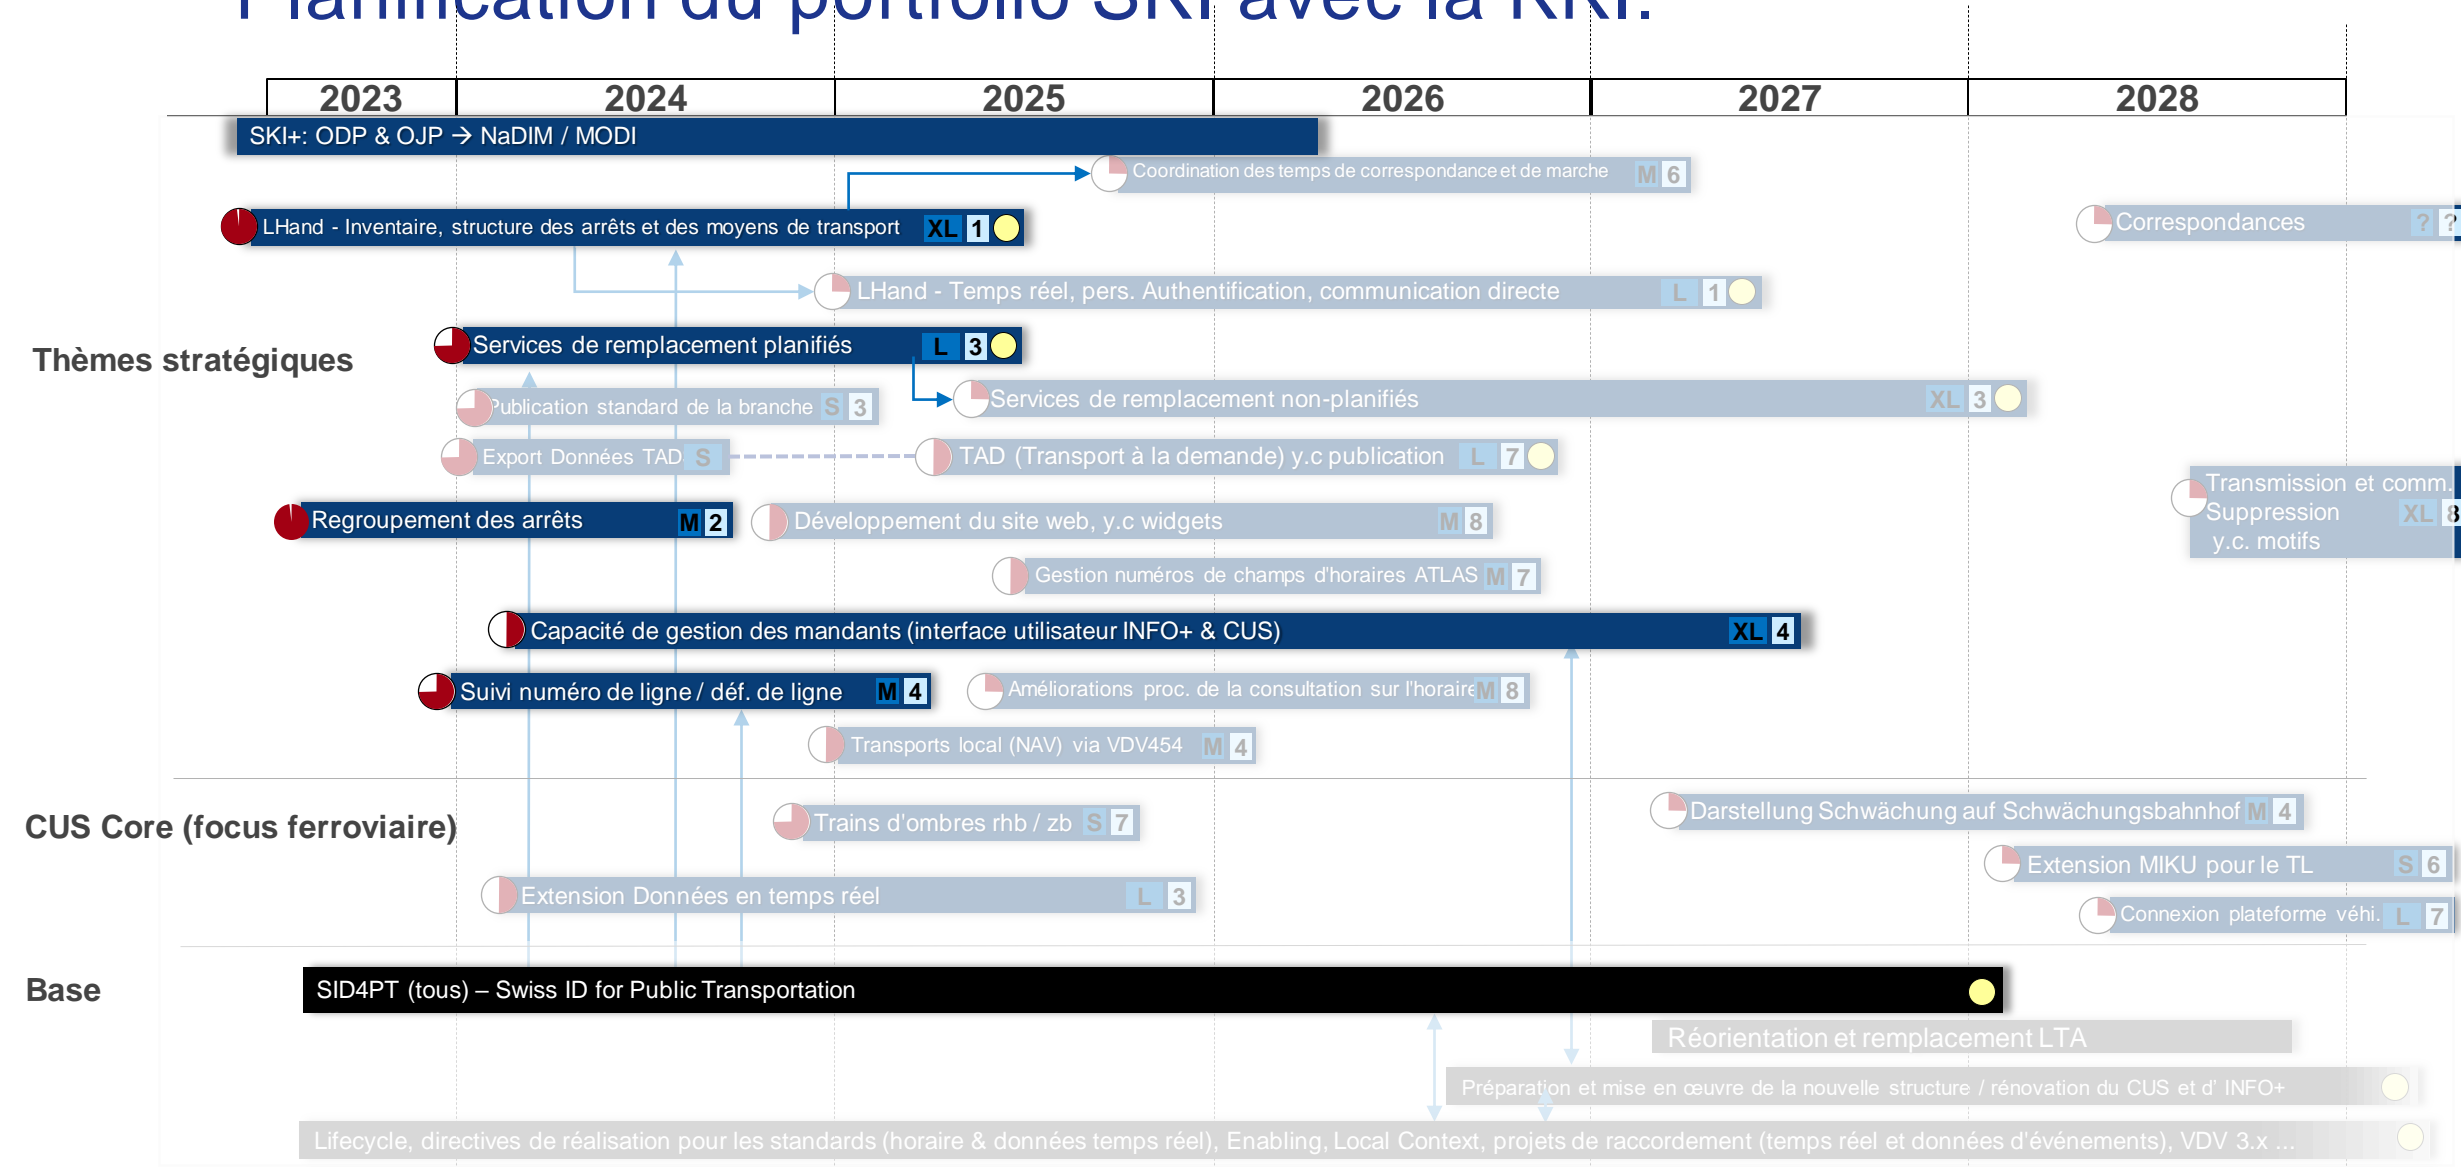 Planification du portfolio SKI avec la KKI.
2023 2024 2025 2026 2027 2028
SKI+: ODP & OJP → NaDIM / MODI
Coordination des temps de correspondance et de marche M 6
LHand - Inventaire, structure des arrêts et des moyens de transport XL 1
Correspondances ? ?
LHand - Temps réel, pers. Authentification, communication directe L 1
Thèmes stratégiques
Services de remplacement planifiés L 3
Services de remplacement non-planifiés XL 3
Publication standard de la branche S 3
Export Données TAD S
TAD (Transport à la demande) y.c publication L 7
Transmission et comm.
Suppression XL 8
y.c. motifs
Regroupement des arrêts M 2
Développement du site web, y.c widgets M 8
Gestion numéros de champs d'horaires ATLAS M 7
Capacité de gestion des mandants (interface utilisateur INFO+ & CUS) XL 4
Suivi numéro de ligne / déf. de ligne M 4
Améliorations proc. de la consultation sur l'horaire M 8
Transports local (NAV) via VDV454 M 4
CUS Core (focus ferroviaire)
Trains d'ombres rhb / zb S 7
Darstellung Schwächung auf Schwächungsbahnhof M 4
Extension MIKU pour le TL S 6
Extension Données en temps réel L 3
Connexion plateforme véhi. L 7
Base
SID4PT (tous) – Swiss ID for Public Transportation
Réorientation et remplacement LTA
Préparation et mise en œuvre de la nouvelle structure / rénovation du CUS et d' INFO+
Lifecycle, directives de réalisation pour les standards (horaire & données temps réel), Enabling, Local Context, projets de raccordement (temps réel et données d'événements), VDV 3.x ...